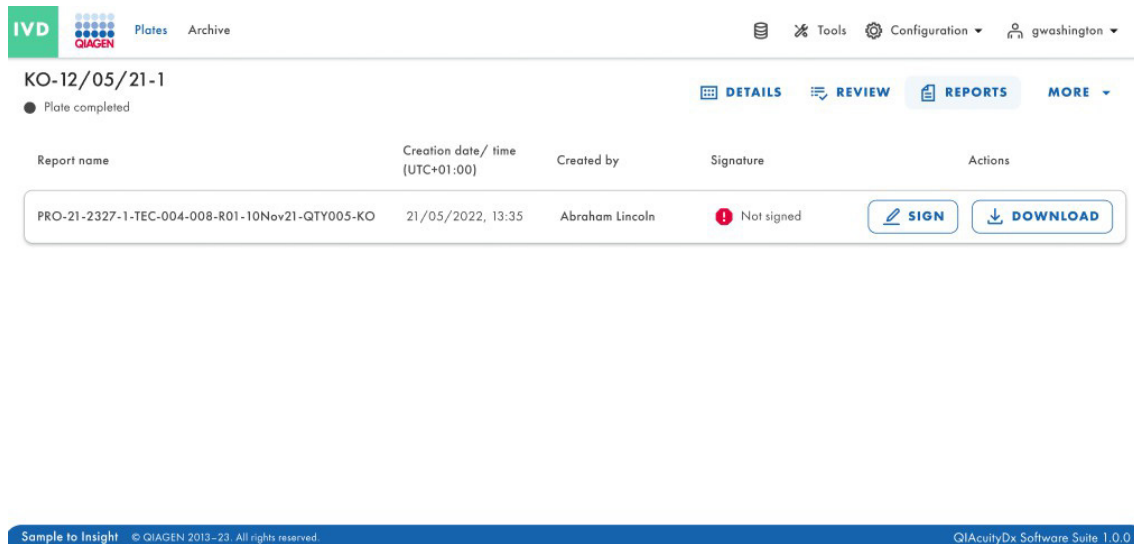 IVD QIAGEN Plates Archive Tools Configuration gwashington
KO-12/05/21-1
Plate completed
DETAILS REVIEW REPORTS MORE
Report name Creation date/ time (UTC+01:00) Created by Signature Actions
PRO-21-2327-1-TEC-004-008-R01-10Nov21-QTY005-KO 21/05/2022, 13:35 Abraham Lincoln Not signed SIGN DOWNLOAD
Sample to Insight © QIAGEN 2013–23. All rights reserved. QIAcuityDx Software Suite 1.0.0